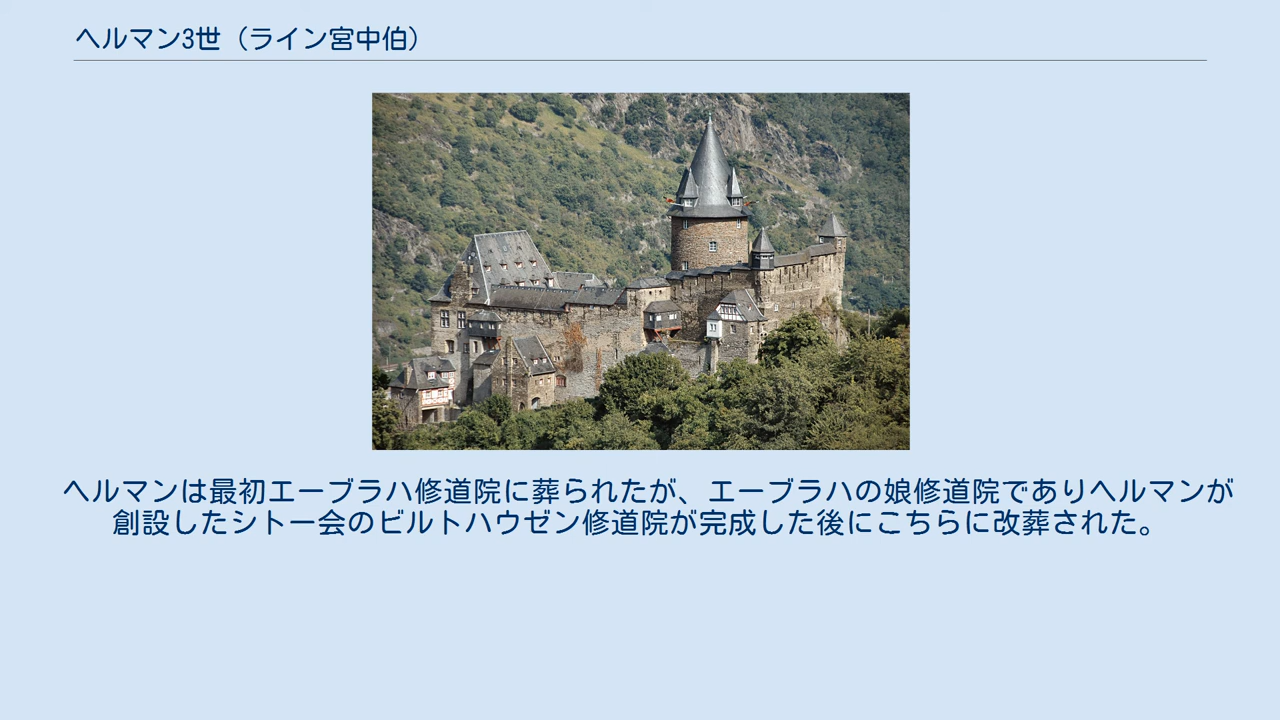 ヘルマン3世（ライン宮中伯）
ヘルマンは最初エーブラハ修道院に葬られたが、エーブラハの娘修道院でありヘルマンが
創設したシトー会のビルトハウゼン修道院が完成した後にこちらに改葬された。